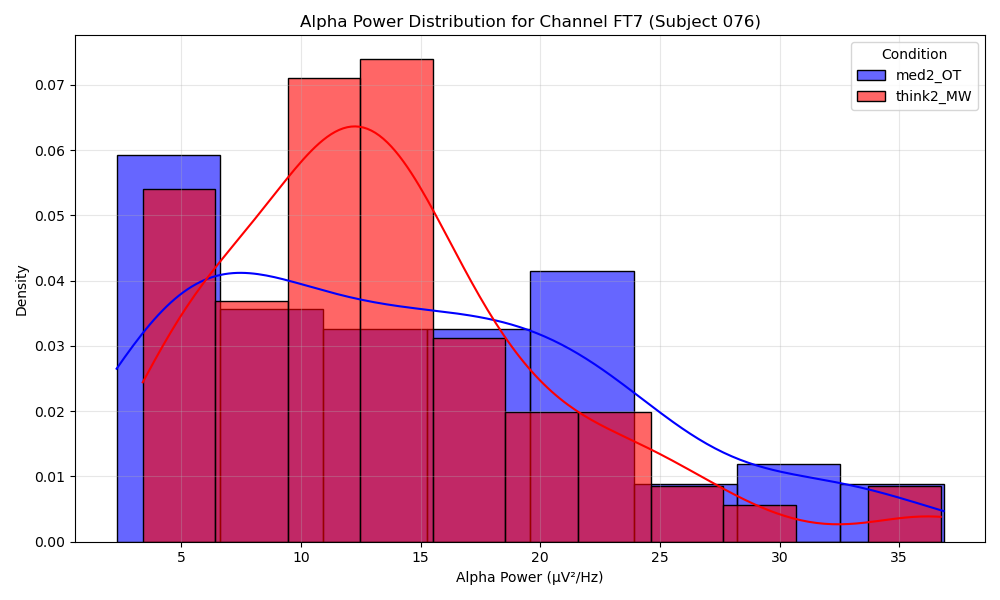 Alpha Power Distribution for Channel FT7 (Subject 076)
Condition
med2_OT
think2_MW
Density
0.07
0.06
0.05
0.04
0.03
0.02
0.01
0.00
5 10 15 20 25 30 35
Alpha Power (μV²/Hz)